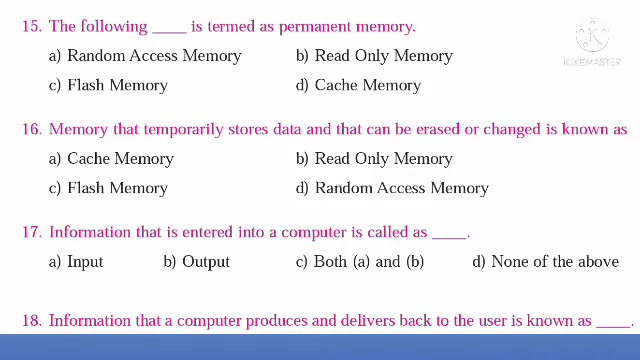 15. The following ____ is termed as permanent memory.
a) Random Access Memory b) Read Only Memory
c) Flash Memory d) Cache Memory
KINEMASTER
16. Memory that temporarily stores data and that can be erased or changed is known as
a) Cache Memory b) Read Only Memory
c) Flash Memory d) Random Access Memory
17. Information that is entered into a computer is called as ____.
a) Input b) Output c) Both (a) and (b) d) None of the above
18. Information that a computer produces and delivers back to the user is known as ____.